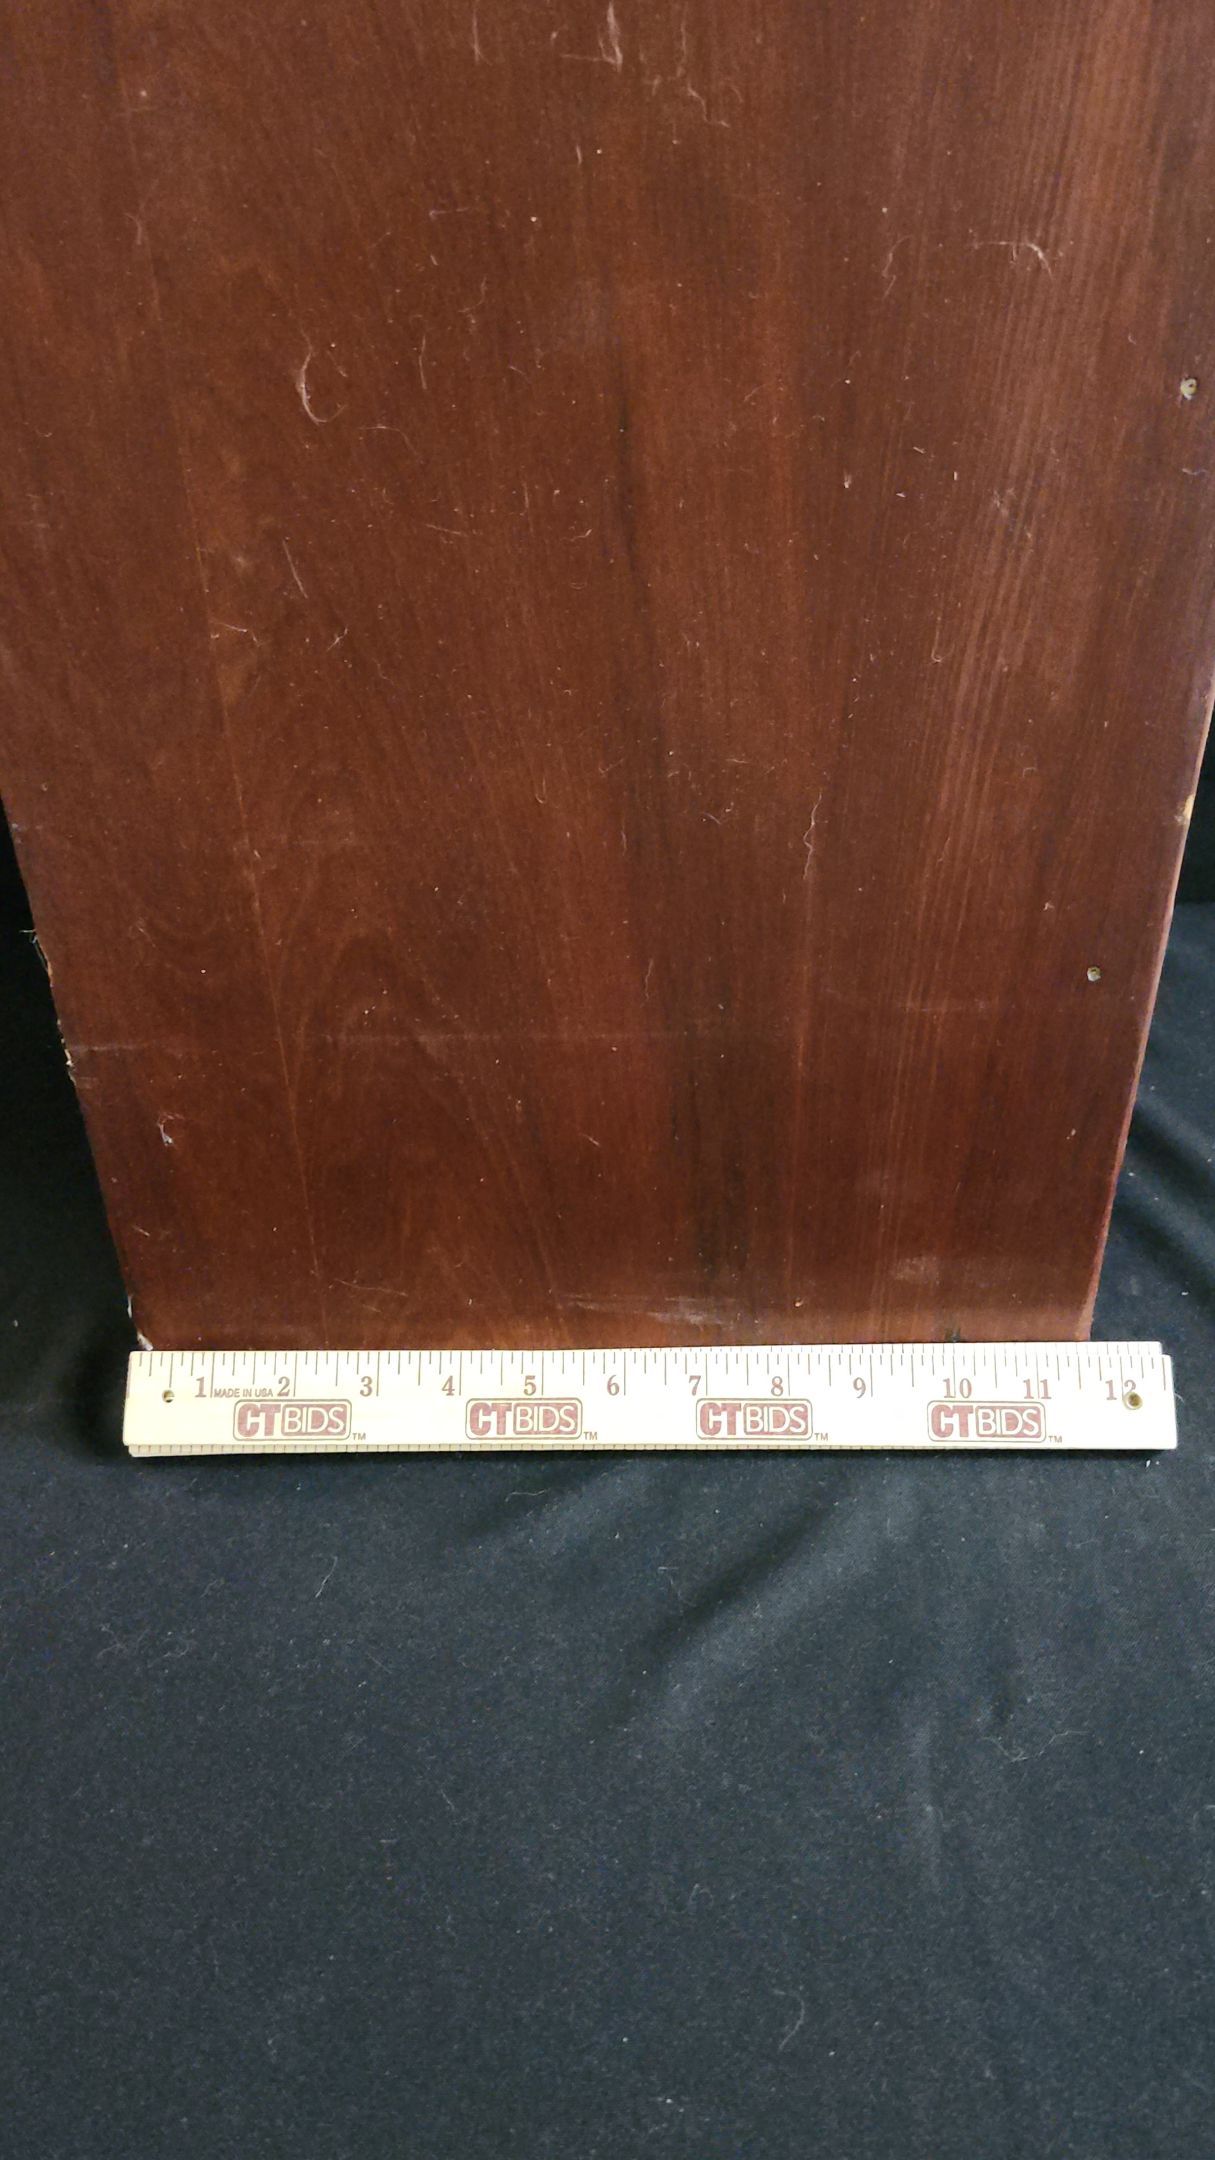 1 MADE IN USA 2 3 4 5 6 7 8 9 10 11 12
CTBIDS™ CTBIDS™ CTBIDS™ CTBIDS™